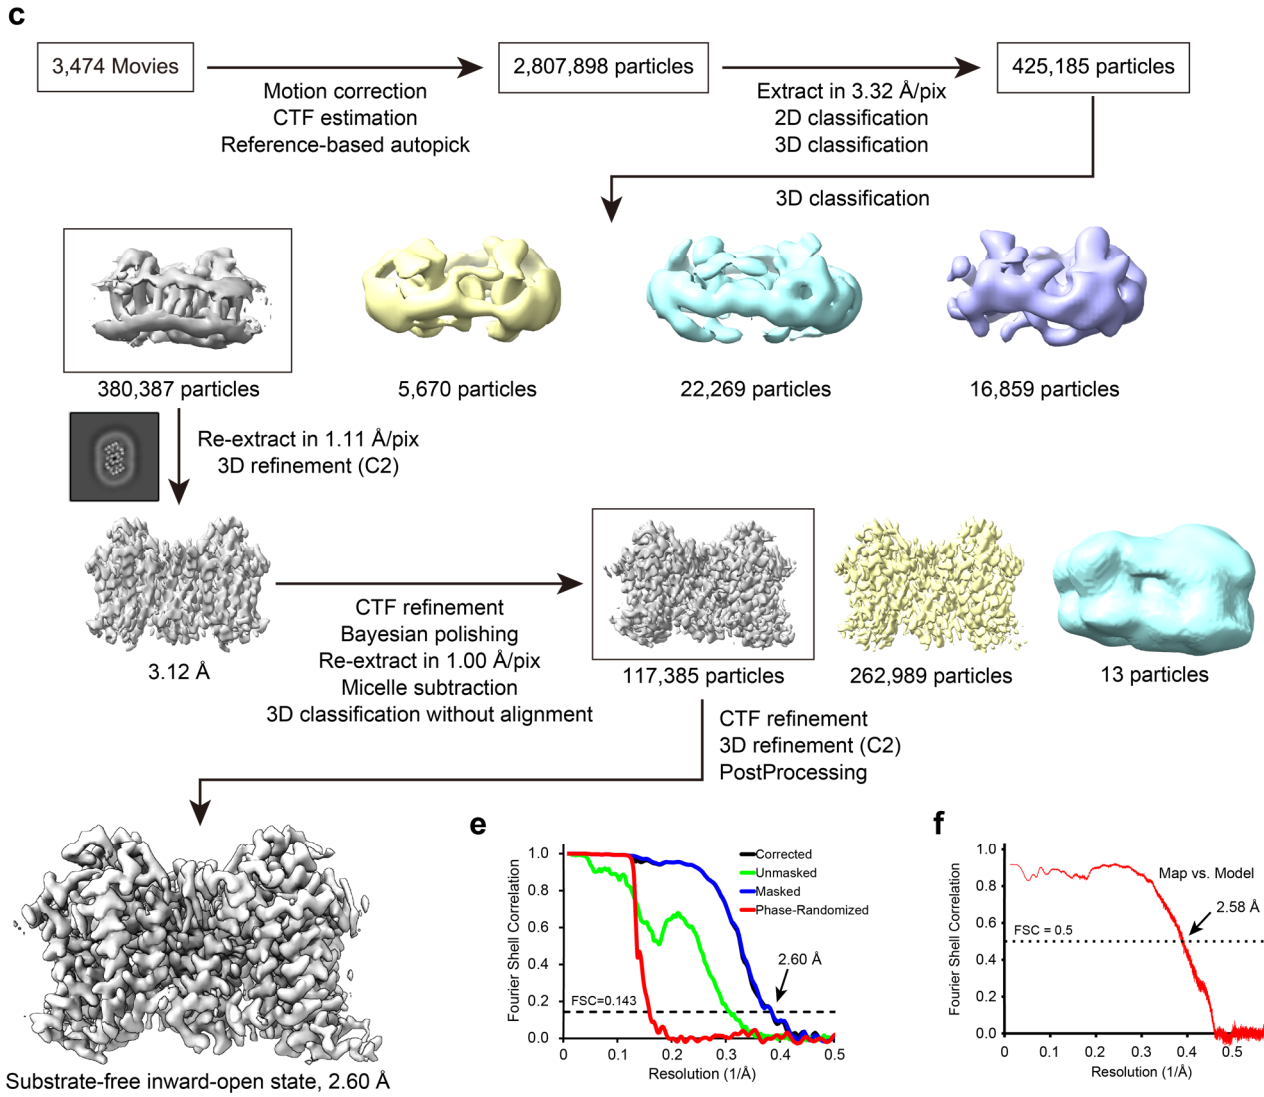 c
3,474 Movies
2,807,898 particles
425,185 particles
Motion correction
CTF estimation
Reference-based autopick
Extract in 3.32 Å/pix
2D classification
3D classification
3D classification
380,387 particles
5,670 particles
22,269 particles
16,859 particles
Re-extract in 1.11 Å/pix
3D refinement (C2)
3.12 Å
CTF refinement
Bayesian polishing
Re-extract in 1.00 Å/pix
Micelle subtraction
3D classification without alignment
117,385 particles
262,989 particles
13 particles
CTF refinement
3D refinement (C2)
PostProcessing
Substrate-free inward-open state, 2.60 Å
e
Fourier Shell Correlation
1.0
0.8
0.6
0.4
0.2
0.0
Corrected
Unmasked
Masked
Phase-Randomized
2.60 Å
FSC=0.143
0
0.1
0.2
0.3
0.4
0.5
Resolution (1/Å)
f
Fourier Shell Correlation
1.0
0.8
0.6
0.4
0.2
0.0
Map vs. Model
2.58 Å
FSC = 0.5
0
0.1
0.2
0.3
0.4
0.5
Resolution (1/Å)